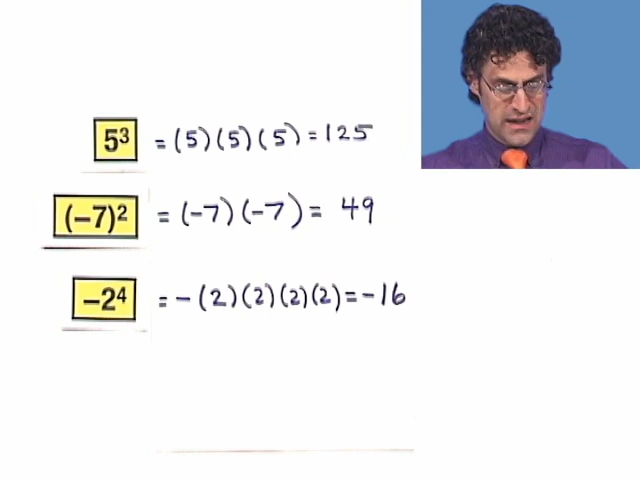 5³ = (5)(5)(5) = 125
(−7)² = (−7)(−7) = 49
−2⁴ = −(2)(2)(2)(2) = −16